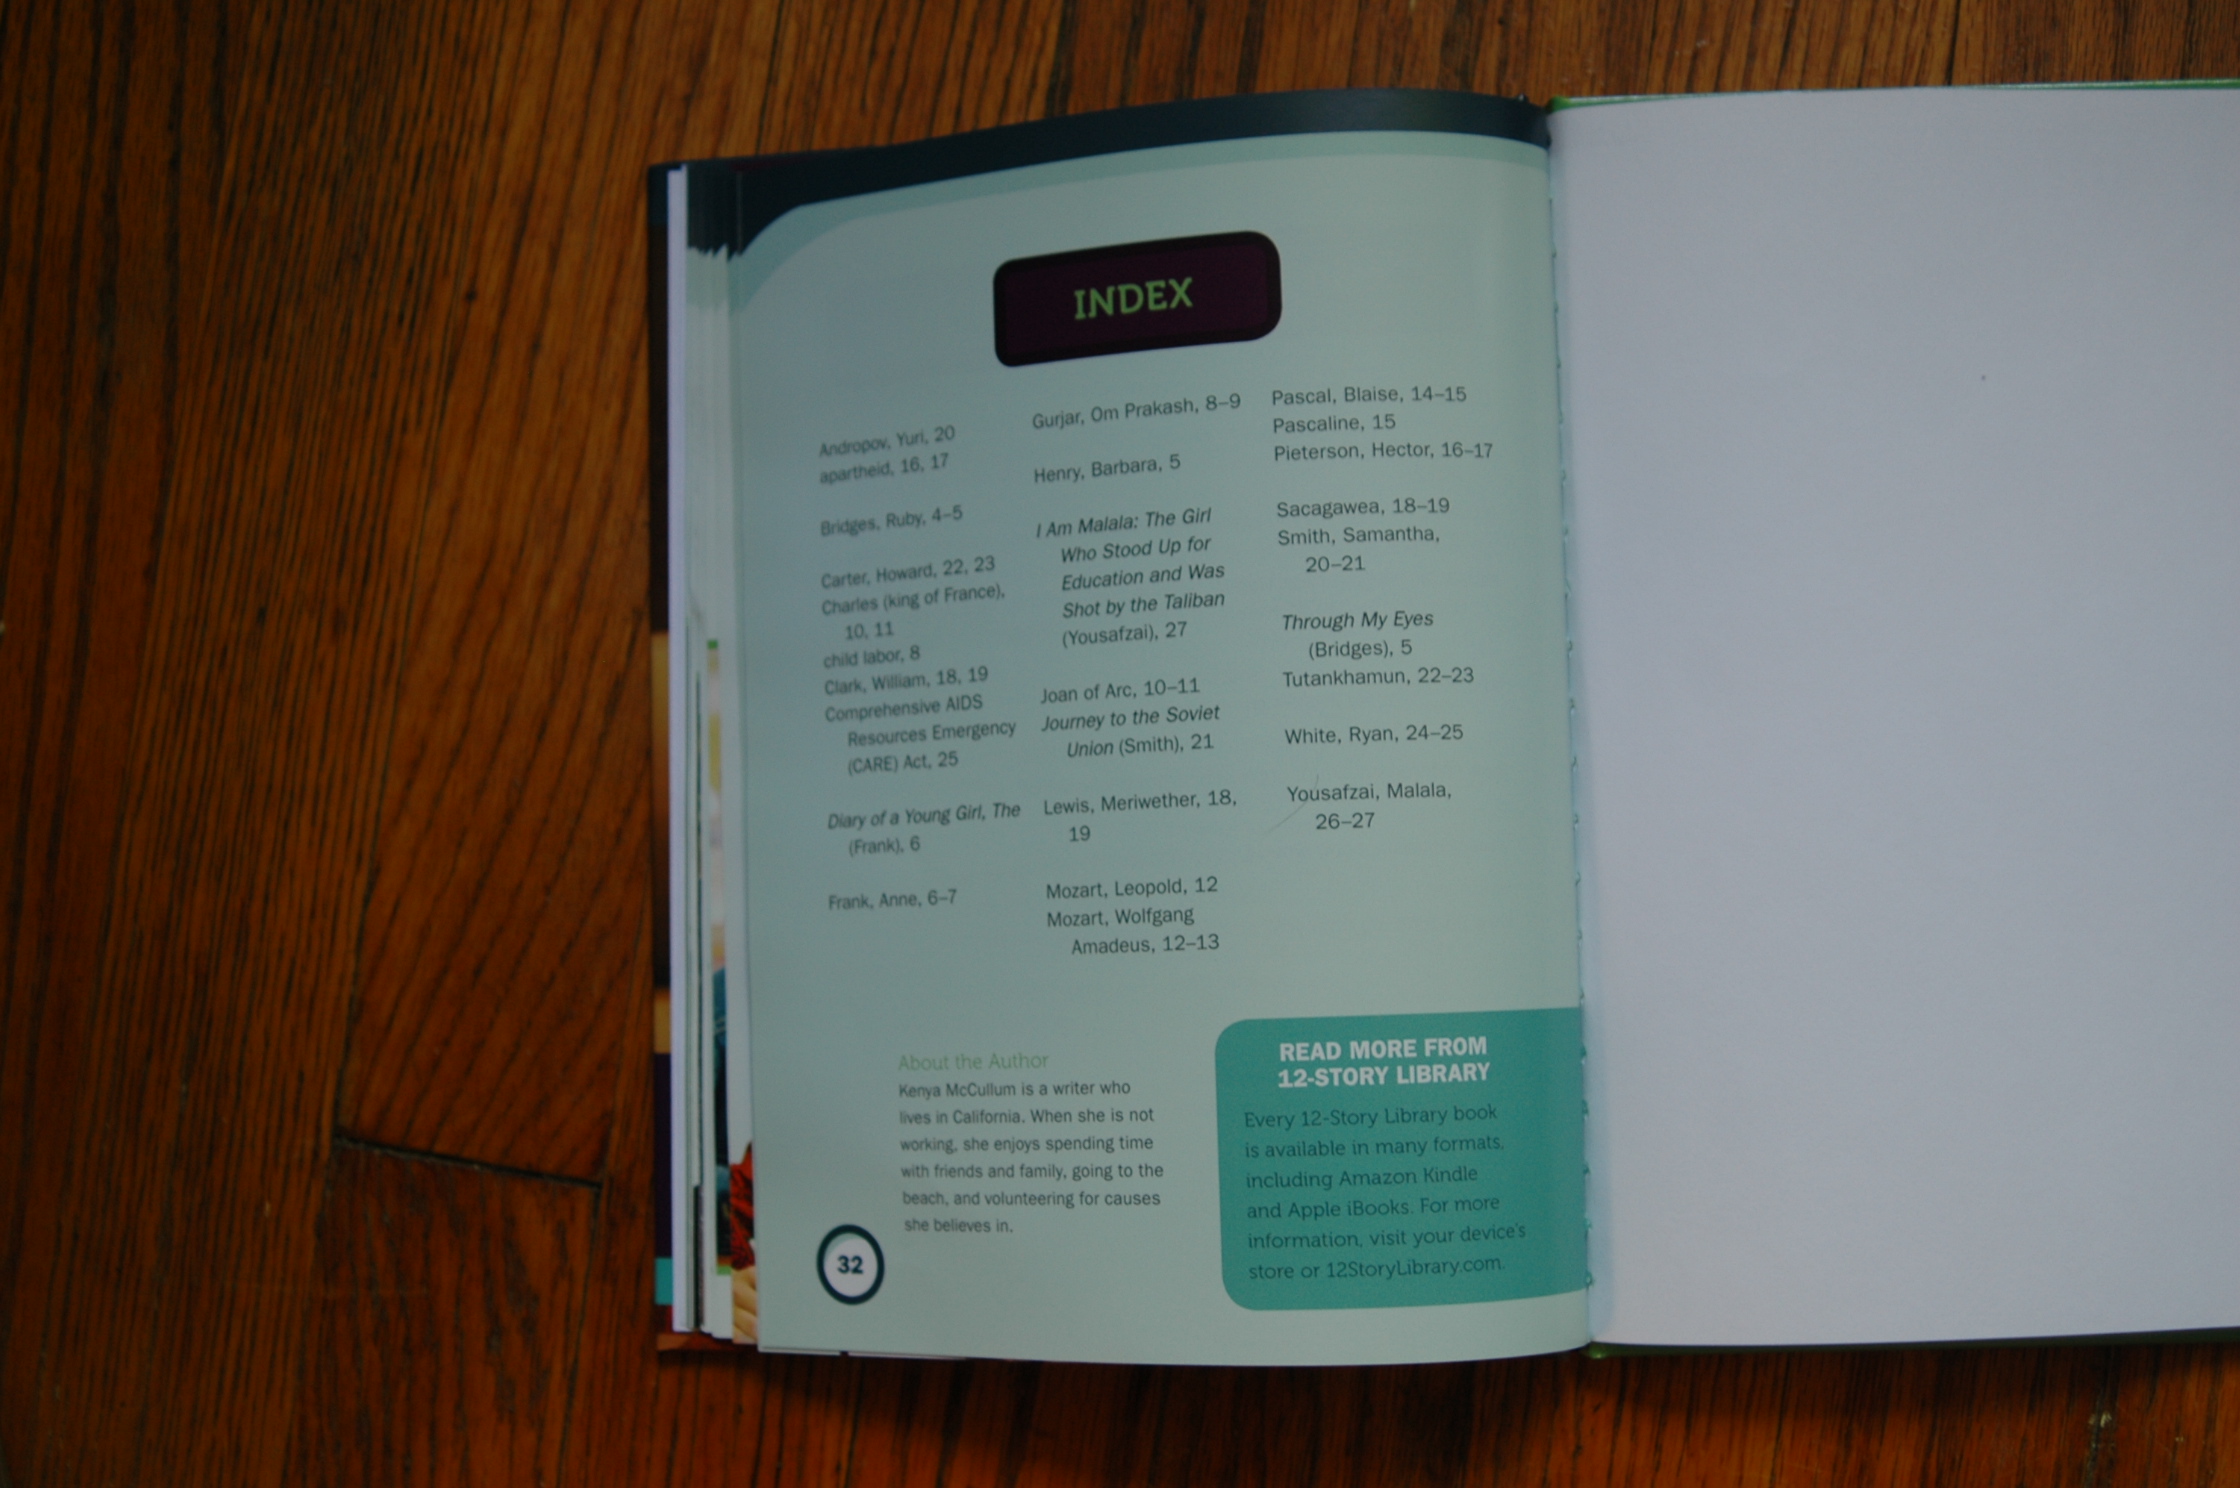 INDEX
Andropov, Yuri, 20
apartheid, 16, 17
Bridges, Ruby, 4–5
Carter, Howard, 22, 23
Charles (king of France),
10, 11
child labor, 8
Clark, William, 18, 19
Comprehensive AIDS
Resources Emergency
(CARE) Act, 25
Diary of a Young Girl, The
(Frank), 6
Frank, Anne, 6–7
Gurjar, Om Prakash, 8–9
Henry, Barbara, 5
I Am Malala: The Girl
Who Stood Up for
Education and Was
Shot by the Taliban
(Yousafzai), 27
Joan of Arc, 10–11
Journey to the Soviet
Union (Smith), 21
Lewis, Meriwether, 18,
19
Mozart, Leopold, 12
Mozart, Wolfgang
Amadeus, 12–13
Pascal, Blaise, 14–15
Pascaline, 15
Pieterson, Hector, 16–17
Sacagawea, 18–19
Smith, Samantha,
20–21
Through My Eyes
(Bridges), 5
Tutankhamun, 22–23
White, Ryan, 24–25
Yousafzai, Malala,
26–27
About the Author
Kenya McCullum is a writer who
lives in California. When she is not
working, she enjoys spending time
with friends and family, going to the
beach, and volunteering for causes
she believes in.
READ MORE FROM
12-STORY LIBRARY
Every 12-Story Library book
is available in many formats,
including Amazon Kindle
and Apple iBooks. For more
information, visit your device's
store or 12StoryLibrary.com.
32